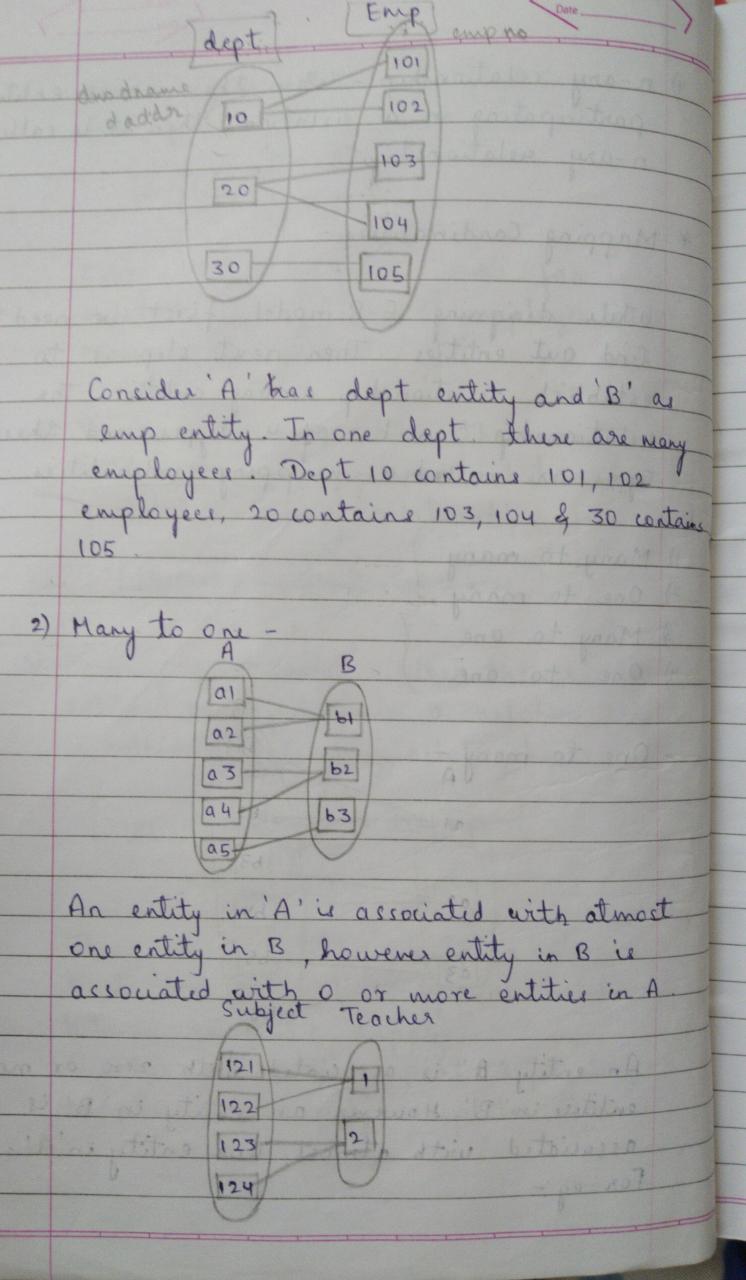 Date
dept
Emp
empno
dno dname
daddr
10
20
30
101
102
103
104
105
Consider 'A' has dept entity and 'B' as
emp entity. In one dept. there are many
employees. Dept 10 contains 101, 102
employees, 20 contains 103, 104 & 30 contains
105.
2) Many to one -
A
B
a1
a2
a3
a4
a5
b1
b2
b3
An entity in 'A' is associated with atmost
one entity in B, however entity in B is
associated with 0 or more entities in A.
Subject Teacher
121
122
123
124
1
2